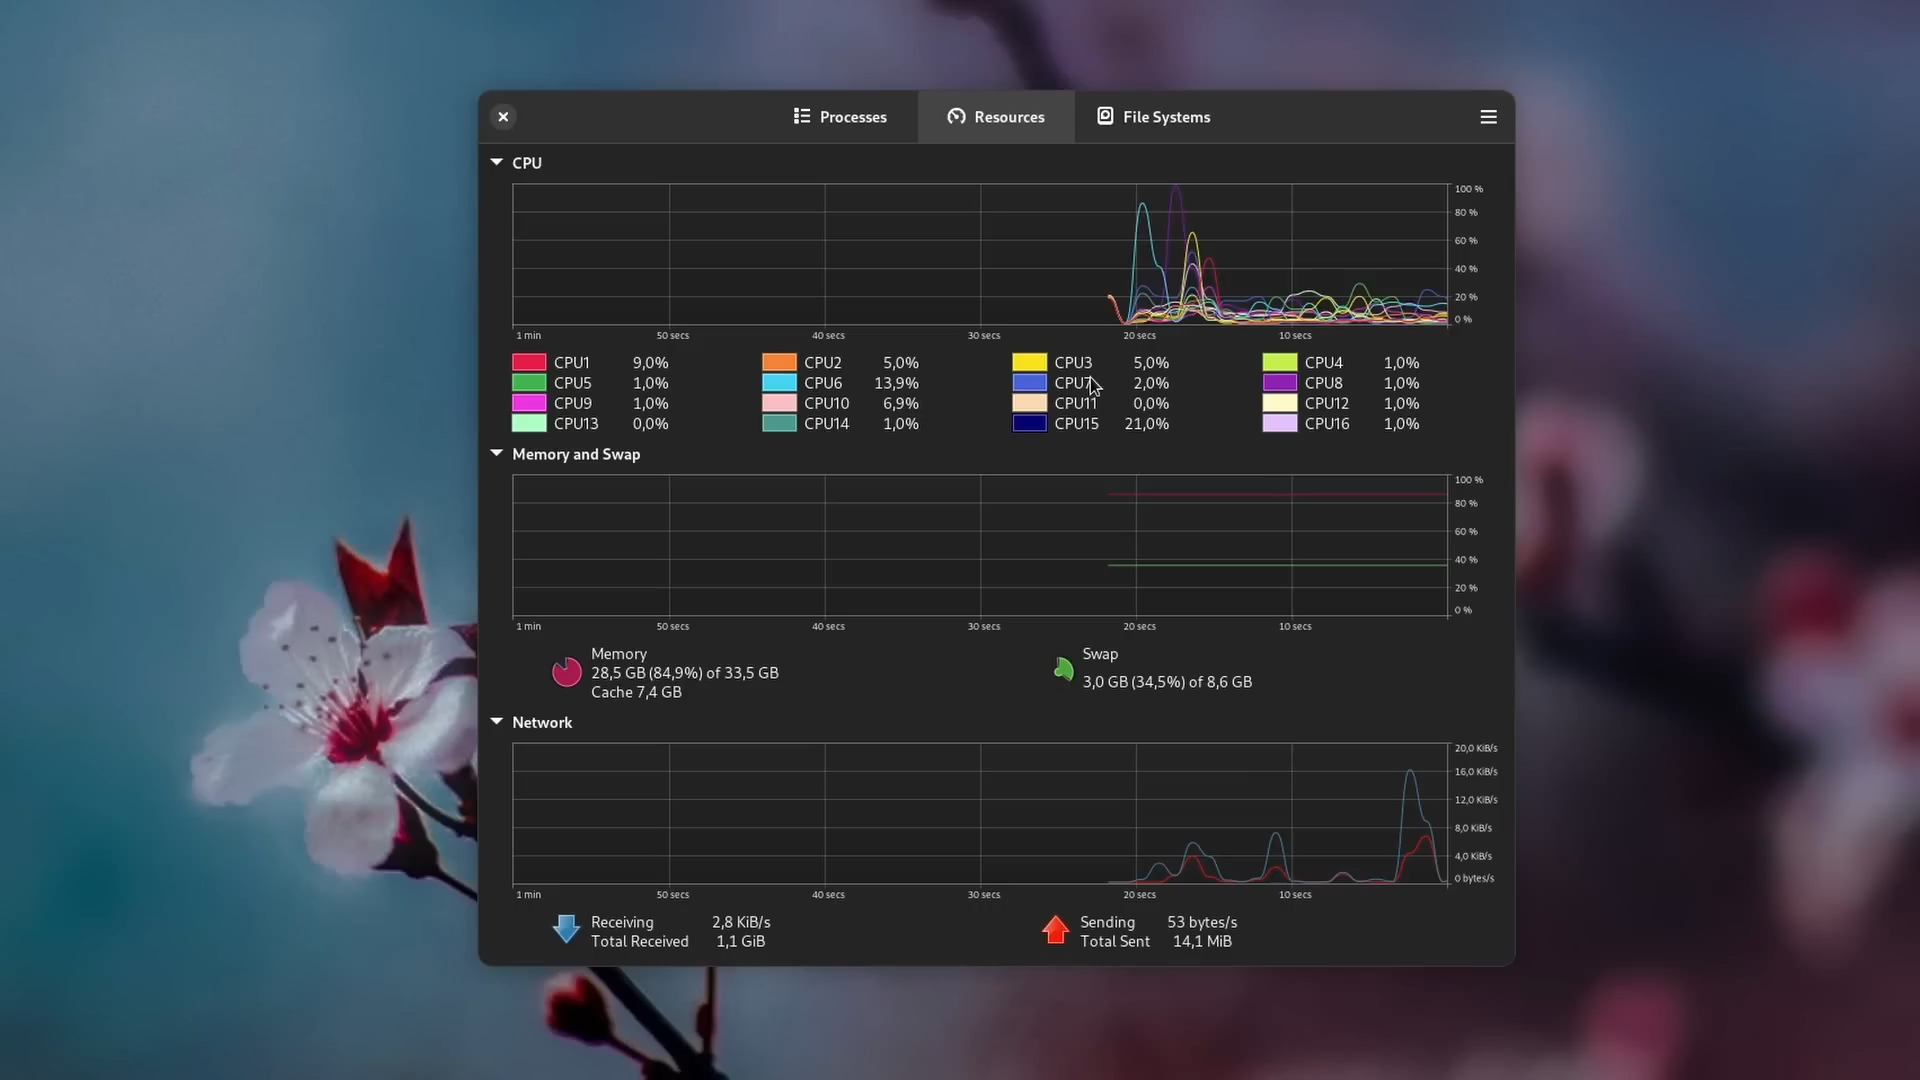 Processes Resources File Systems
CPU
100 %
80 %
60 %
40 %
20 %
0 %
1 min 50 secs 40 secs 30 secs 20 secs 10 secs
CPU1 9,0% CPU2 5,0% CPU3 5,0% CPU4 1,0%
CPU5 1,0% CPU6 13,9% CPU7 2,0% CPU8 1,0%
CPU9 1,0% CPU10 6,9% CPU11 0,0% CPU12 1,0%
CPU13 0,0% CPU14 1,0% CPU15 21,0% CPU16 1,0%
Memory and Swap
100 %
80 %
60 %
40 %
20 %
0 %
1 min 50 secs 40 secs 30 secs 20 secs 10 secs
Memory
28,5 GB (84,9%) of 33,5 GB
Cache 7,4 GB
Swap
3,0 GB (34,5%) of 8,6 GB
Network
20,0 KiB/s
16,0 KiB/s
12,0 KiB/s
8,0 KiB/s
4,0 KiB/s
0 bytes/s
1 min 50 secs 40 secs 30 secs 20 secs 10 secs
Receiving 2,8 KiB/s
Total Received 1,1 GiB
Sending 53 bytes/s
Total Sent 14,1 MiB